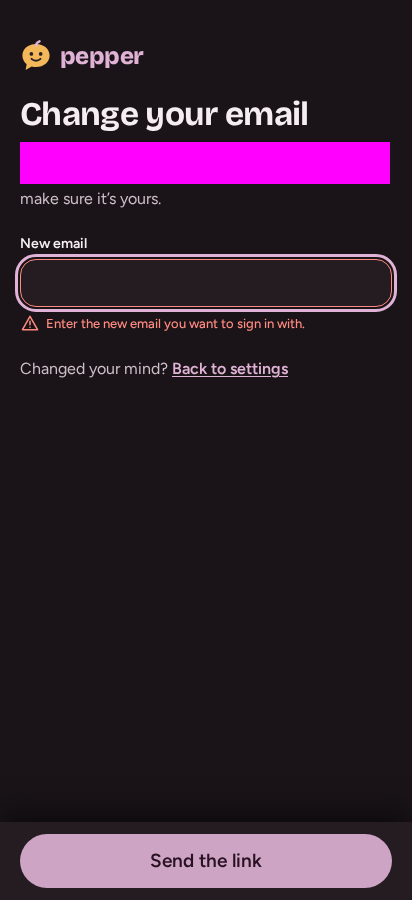 pepper
Change your email
make sure it’s yours.
New email
Enter the new email you want to sign in with.
Changed your mind? Back to settings
Send the link